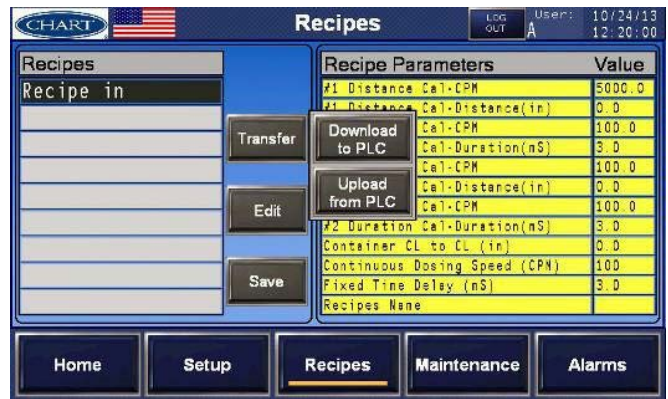 CHART
Recipes
LOG OUT
User: A
10/24/13
12:20:00
Recipes
Recipe in
Transfer
Edit
Save
Download to PLC
Upload from PLC
Recipe Parameters Value
#1 Distance Cal-CPM 5000.0
#1 Distance Cal-Distance(in) 0.0
Cal-CPM 100.0
Cal-Duration(mS) 3.0
Cal-CPM 100.0
Cal-Distance(in) 0.0
Cal-CPM 100.0
#2 Duration Cal-Duration(mS) 3.0
Container CL to CL (in) 0.0
Continuous Dosing Speed (CPM) 100
Fixed Time Delay (mS) 3.0
Recipes Name
Home
Setup
Recipes
Maintenance
Alarms